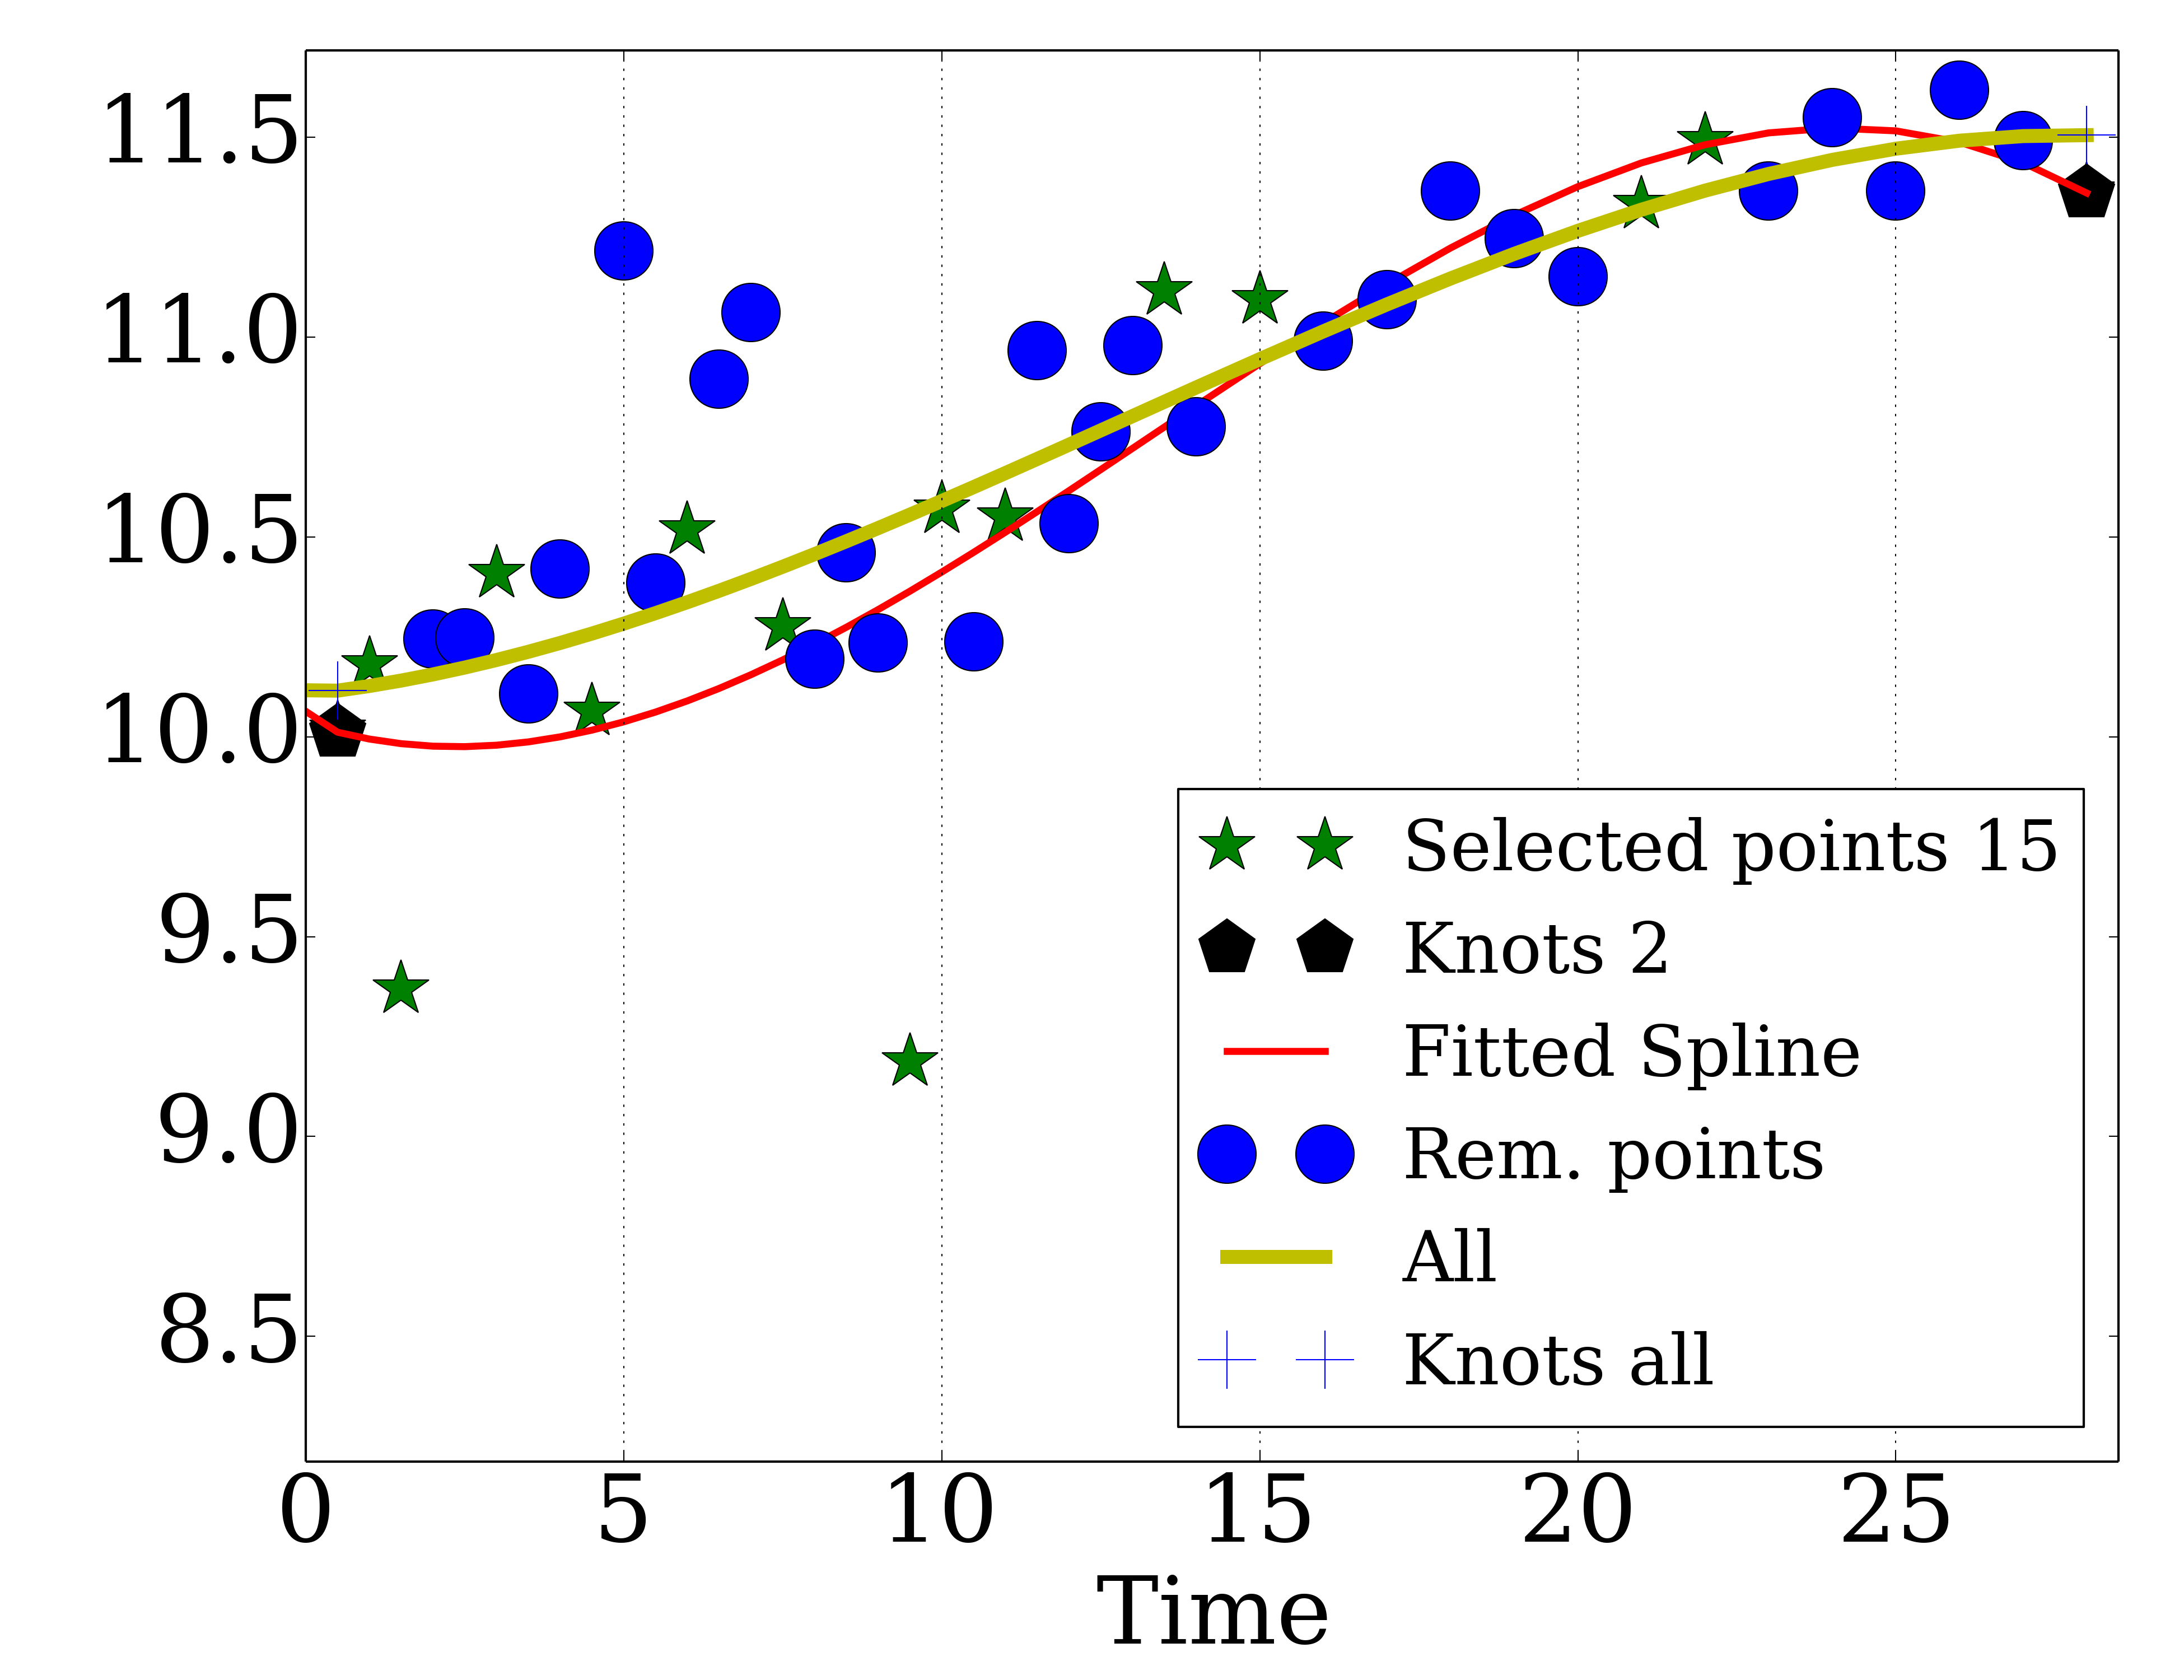 11.5
11.0
10.5
10.0
9.5
9.0
8.5
Selected points 15
Knots 2
Fitted Spline
Rem. points
All
Knots all
0 5 10 15 20 25
Time